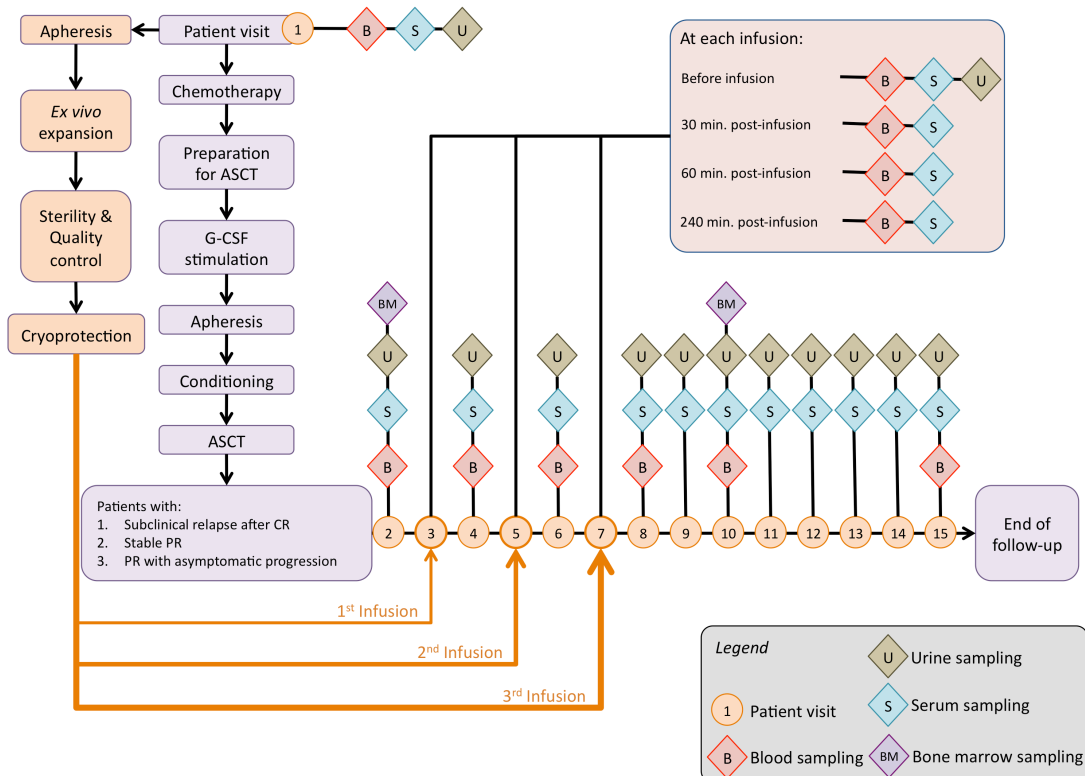 Apheresis
Patient visit
1
B
S
U
Chemotherapy
Ex vivo
expansion
Preparation
for ASCT
Sterility &
Quality
control
G-CSF
stimulation
Cryoprotection
Apheresis
Conditioning
ASCT
At each infusion:
Before infusion
B
S
U
30 min. post-infusion
B
S
60 min. post-infusion
B
S
240 min. post-infusion
B
S
BM
BM
U
U
U
U
U
U
U
U
U
U
U
S
S
S
S
S
S
S
S
S
S
S
B
B
B
B
B
B
Patients with:
1. Subclinical relapse after CR
2. Stable PR
3. PR with asymptomatic progression
2
3
4
5
6
7
8
9
10
11
12
13
14
15
End of
follow-up
1st Infusion
2nd Infusion
3rd Infusion
Legend
1 Patient visit
B Blood sampling
U Urine sampling
S Serum sampling
BM Bone marrow sampling